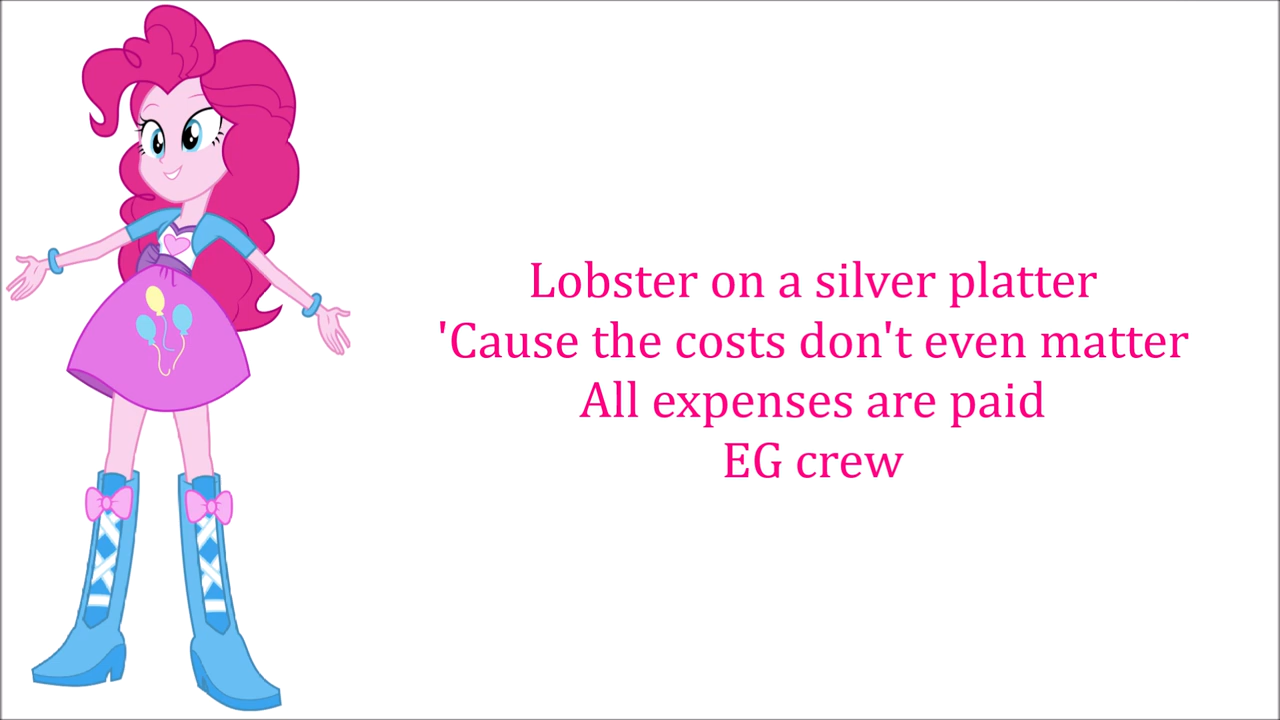 Lobster on a silver platter
'Cause the costs don't even matter
All expenses are paid
EG crew